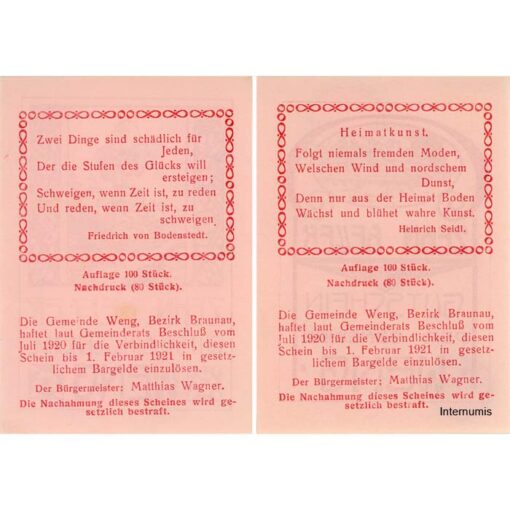 Zwei Dinge sind schädlich für
Jeden,
Der die Stufen des Glücks will
ersteigen;
Schweigen, wenn Zeit ist, zu reden
Und reden, wenn Zeit ist, zu
schweigen
Friedrich von Bodenstedt.
Auflage 100 Stück.
Nachdruck (80 Stück).
Die Gemeinde Weng, Bezirk Braunau,
haftet laut Gemeinderats Beschluß vom
Juli 1920 für die Verbindlichkeit, diesen
Schein bis 1. Februar 1921 in gesetz-
lichem Bargelde einzulösen.
Der Bürgermeister: Matthias Wagner.
Die Nachahmung dieses Scheines wird ge-
setzlich bestraft.
Heimatkunst.
Folgt niemals fremden Moden,
Welschen Wind und nordschem
Dunst,
Denn nur aus der Heimat Boden
Wächst und blühet wahre Kunst.
Heinrich Seidl.
Auflage 100 Stück.
Nachdruck (80 Stück).
Die Gemeinde Weng, Bezirk Braunau,
haftet laut Gemeinderats Beschluß vom
Juli 1920 für die Verbindlichkeit, diesen
Schein bis 1. Februar 1921 in gesetz-
lichem Bargelde einzulösen.
Der Bürgermeister; Matthias Wagner.
Die Nachahmung dieses Scheines wird ge-
setzlich bestraft.
Internumis